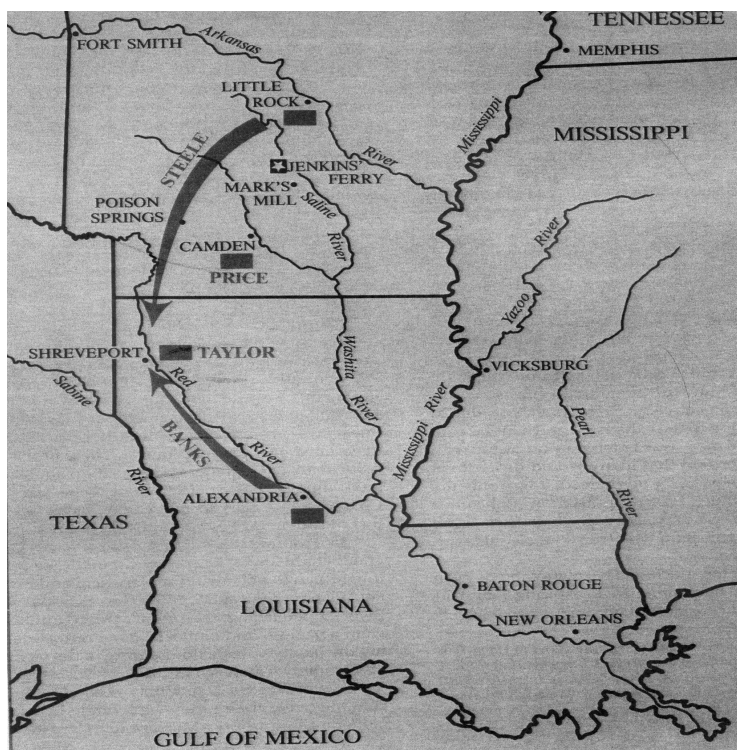 TENNESSEE
FORT SMITH
Arkansas
MEMPHIS
LITTLE
ROCK
Mississippi
MISSISSIPPI
River
STEELE
JENKINS'
FERRY
MARK'S
MILL
Saline
River
POISON
SPRINGS
CAMDEN
PRICE
River
Yazoo
SHREVEPORT
TAYLOR
Washita
River
VICKSBURG
Sabine
River
Red
River
BANKS
Mississippi River
Pearl
River
ALEXANDRIA
TEXAS
BATON ROUGE
LOUISIANA
NEW ORLEANS
GULF OF MEXICO